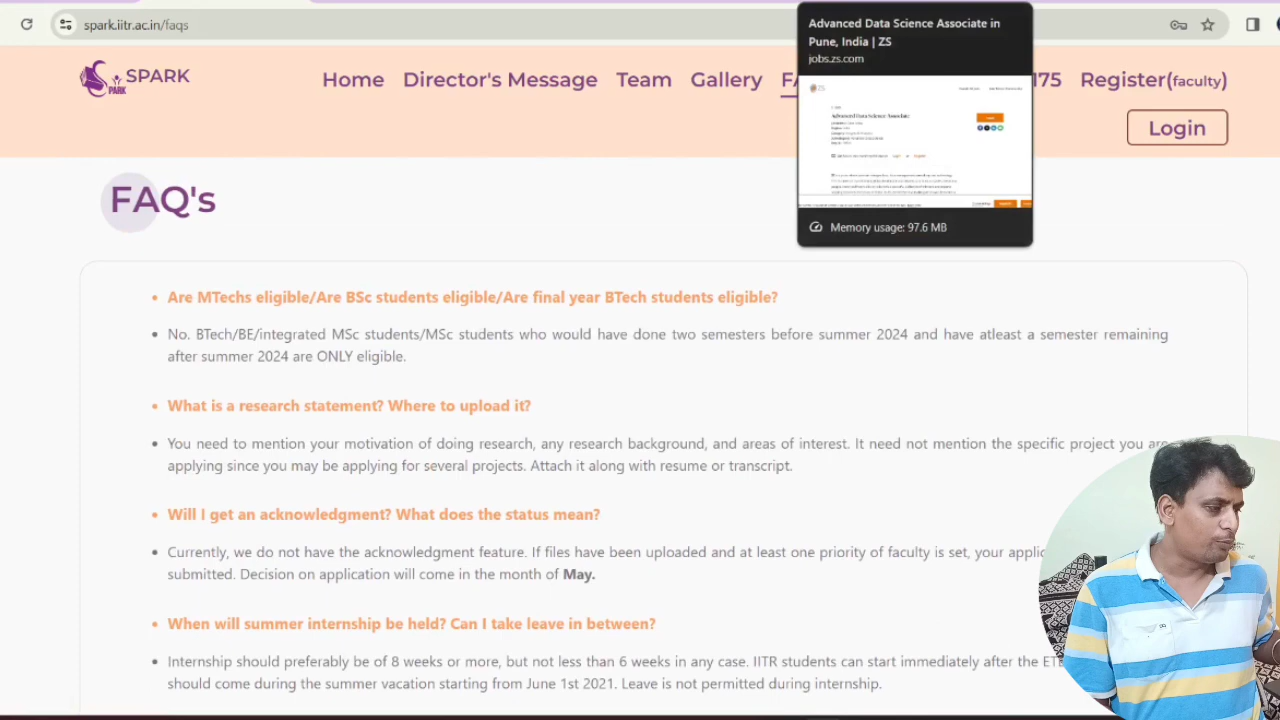 spark.iitr.ac.in/faqs
Advanced Data Science Associate in
Pune, India | ZS
jobs.zs.com
SPARK
PARK
Home Director's Message Team Gallery Register(faculty)
Login
Advanced Data Science Associate
Memory usage: 97.6 MB
FAQ's
Are MTechs eligible/Are BSc students eligible/Are final year BTech students eligible?
No. BTech/BE/integrated MSc students/MSc students who would have done two semesters before summer 2024 and have atleast a semester remaining
after summer 2024 are ONLY eligible.
What is a research statement? Where to upload it?
You need to mention your motivation of doing research, any research background, and areas of interest. It need not mention the specific project you are
applying since you may be applying for several projects. Attach it along with resume or transcript.
Will I get an acknowledgment? What does the status mean?
Currently, we do not have the acknowledgment feature. If files have been uploaded and at least one priority of faculty is set, your
submitted. Decision on application will come in the month of May.
When will summer internship be held? Can I take leave in between?
Internship should preferably be of 8 weeks or more, but not less than 6 weeks in any case. IITR students can start immediately after the
should come during the summer vacation starting from June 1st 2021. Leave is not permitted during internship.